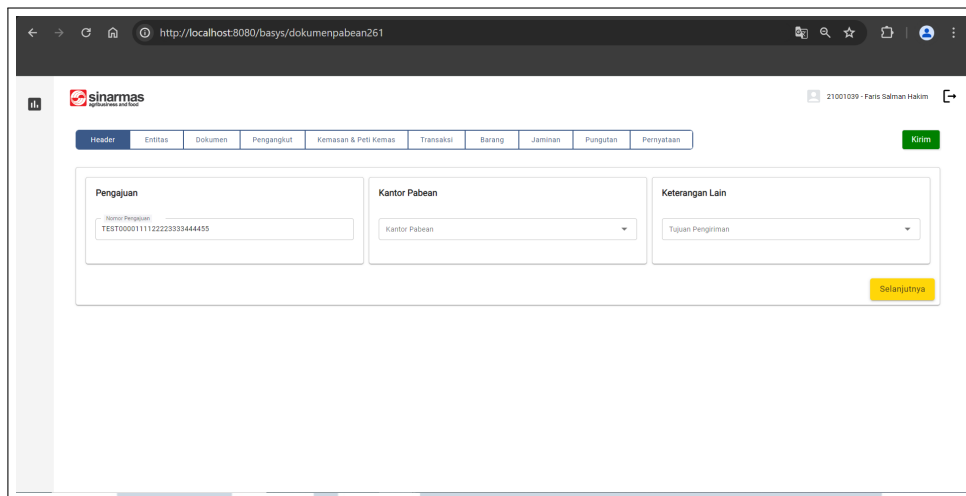 http://localhost:8080/basys/dokumenpabean261
sinarmas
agribusiness and food
21001039 - Faris Salman Hakim
Header Entitas Dokumen Pengangkut Kemasan & Peti Kemas Transaksi Barang Jaminan Pungutan Pernyataan
Kirim
Pengajuan
Nomor Pengajuan
TEST00001111122223333444455
Kantor Pabean
Kantor Pabean
Keterangan Lain
Tujuan Pengiriman
Selanjutnya